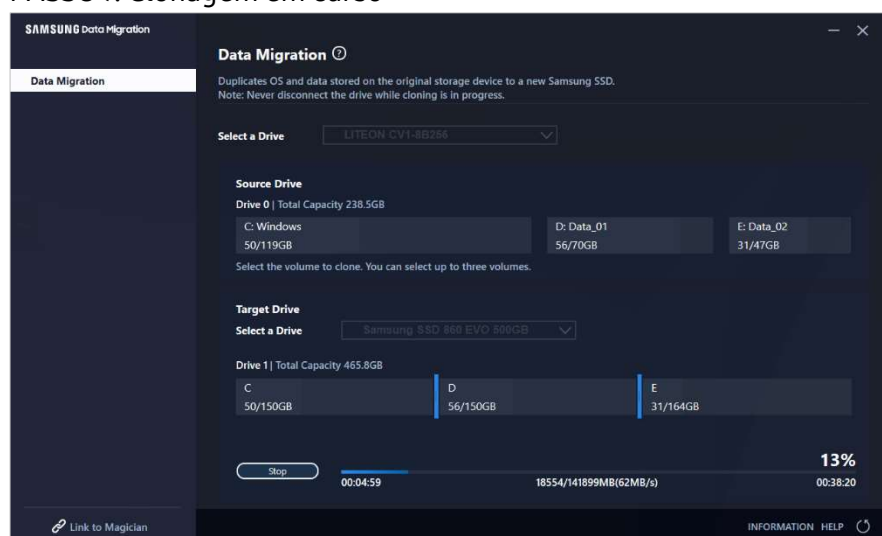 SAMSUNG Data Migration
Data Migration
Data Migration ?
Duplicates OS and data stored on the original storage device to a new Samsung SSD.
Note: Never disconnect the drive while cloning is in progress.
Select a Drive LITEON CV1-8B256
Source Drive
Drive 0 | Total Capacity 238.5GB
C: Windows D: Data_01 E: Data_02
50/119GB 56/70GB 31/47GB
Select the volume to clone. You can select up to three volumes.
Target Drive
Select a Drive Samsung SSD 860 EVO 500GB
Drive 1 | Total Capacity 465.8GB
C D E
50/150GB 56/150GB 31/164GB
13%
Stop
00:04:59 18554/141899MB(62MB/s) 00:38:20
Link to Magician
INFORMATION HELP